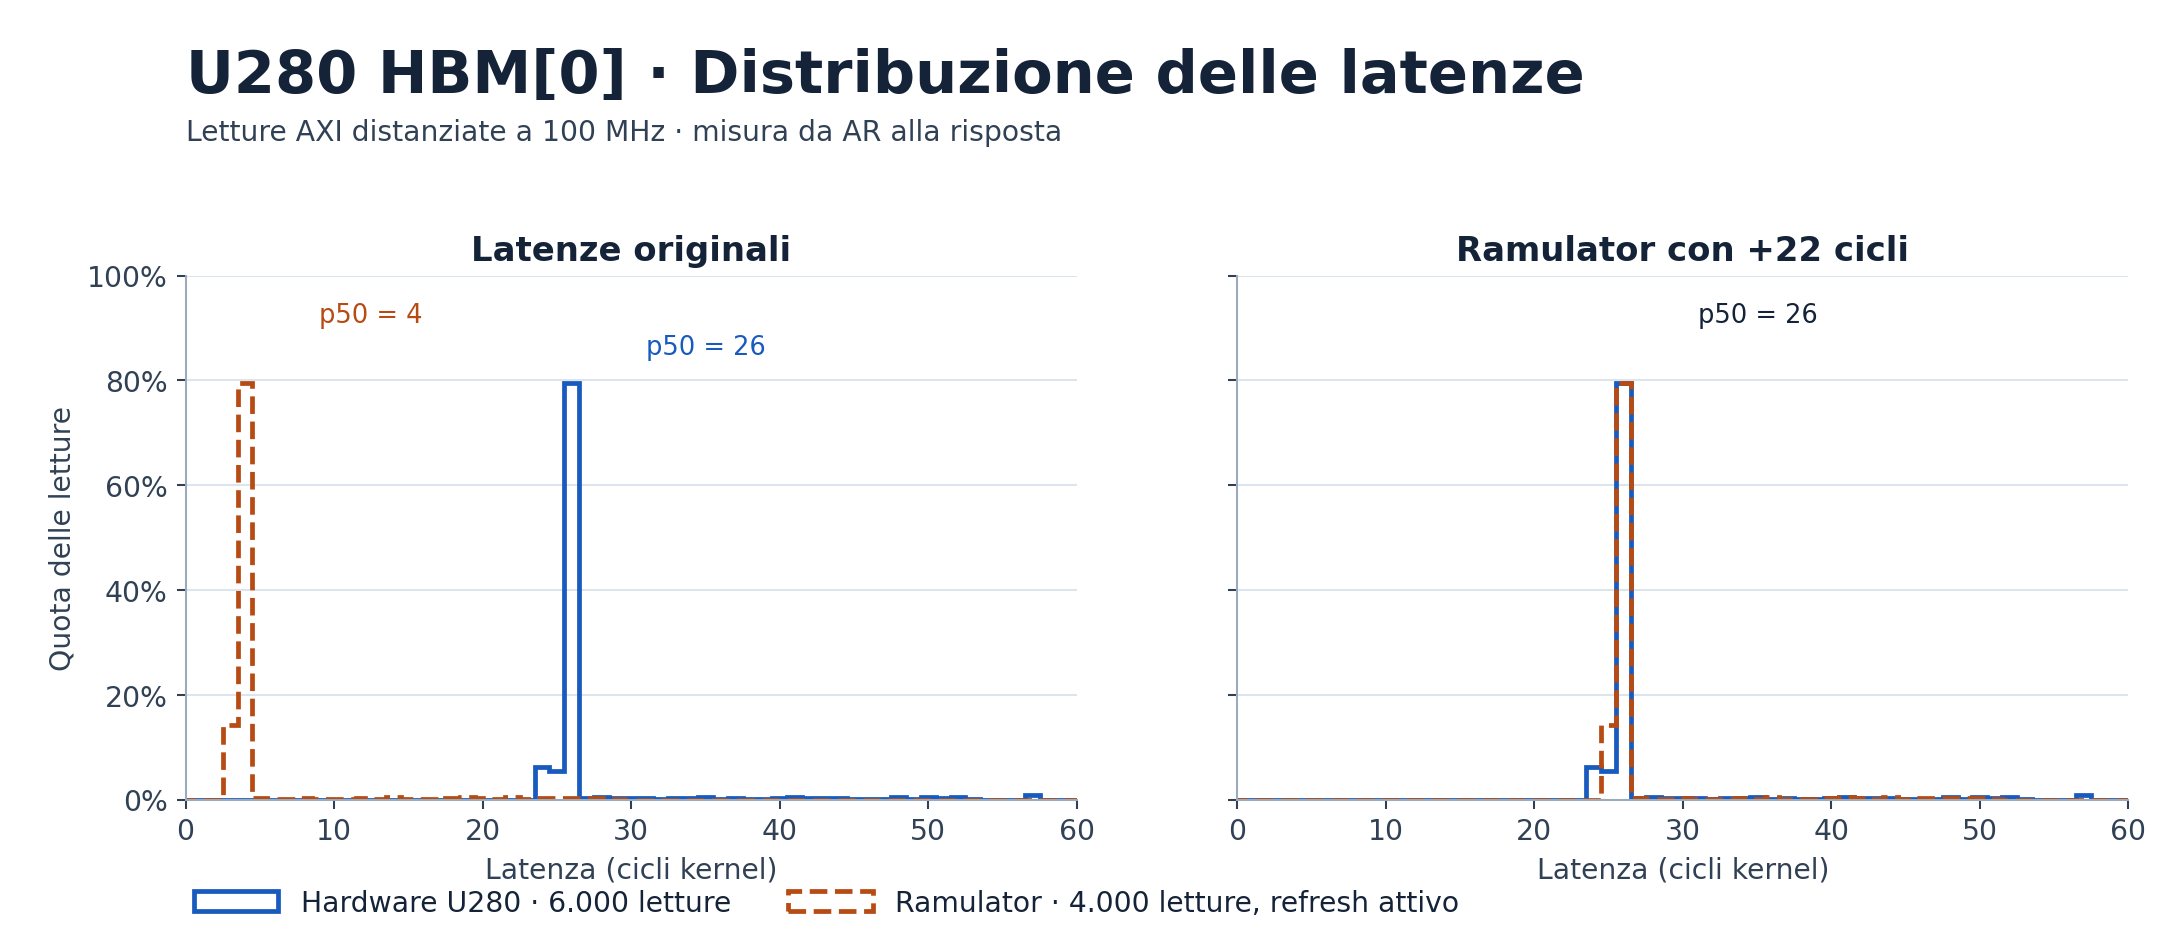 U280 HBM[0] · Distribuzione delle latenze
Letture AXI distanziate a 100 MHz · misura da AR alla risposta
Latenze originali
Ramulator con +22 cicli
100%
80%
60%
40%
20%
0%
Quota delle letture
p50 = 4
p50 = 26
p50 = 26
0 10 20 30 40 50 60
0 10 20 30 40 50 60
Latenza (cicli kernel)
Latenza (cicli kernel)
Hardware U280 · 6.000 letture
Ramulator · 4.000 letture, refresh attivo